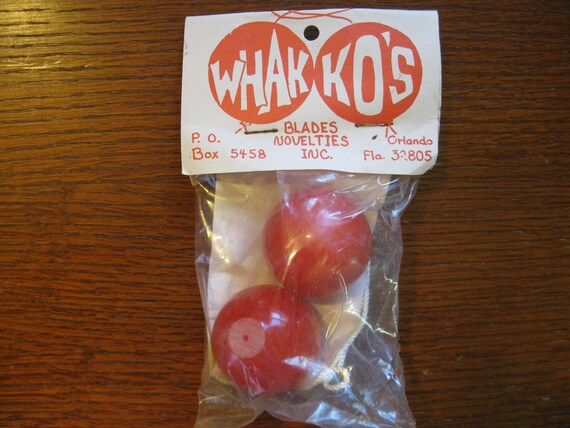 WHAK KO'S
BLADES
P. O. NOVELTIES Orlando
Box 5458 INC. Fla 32805